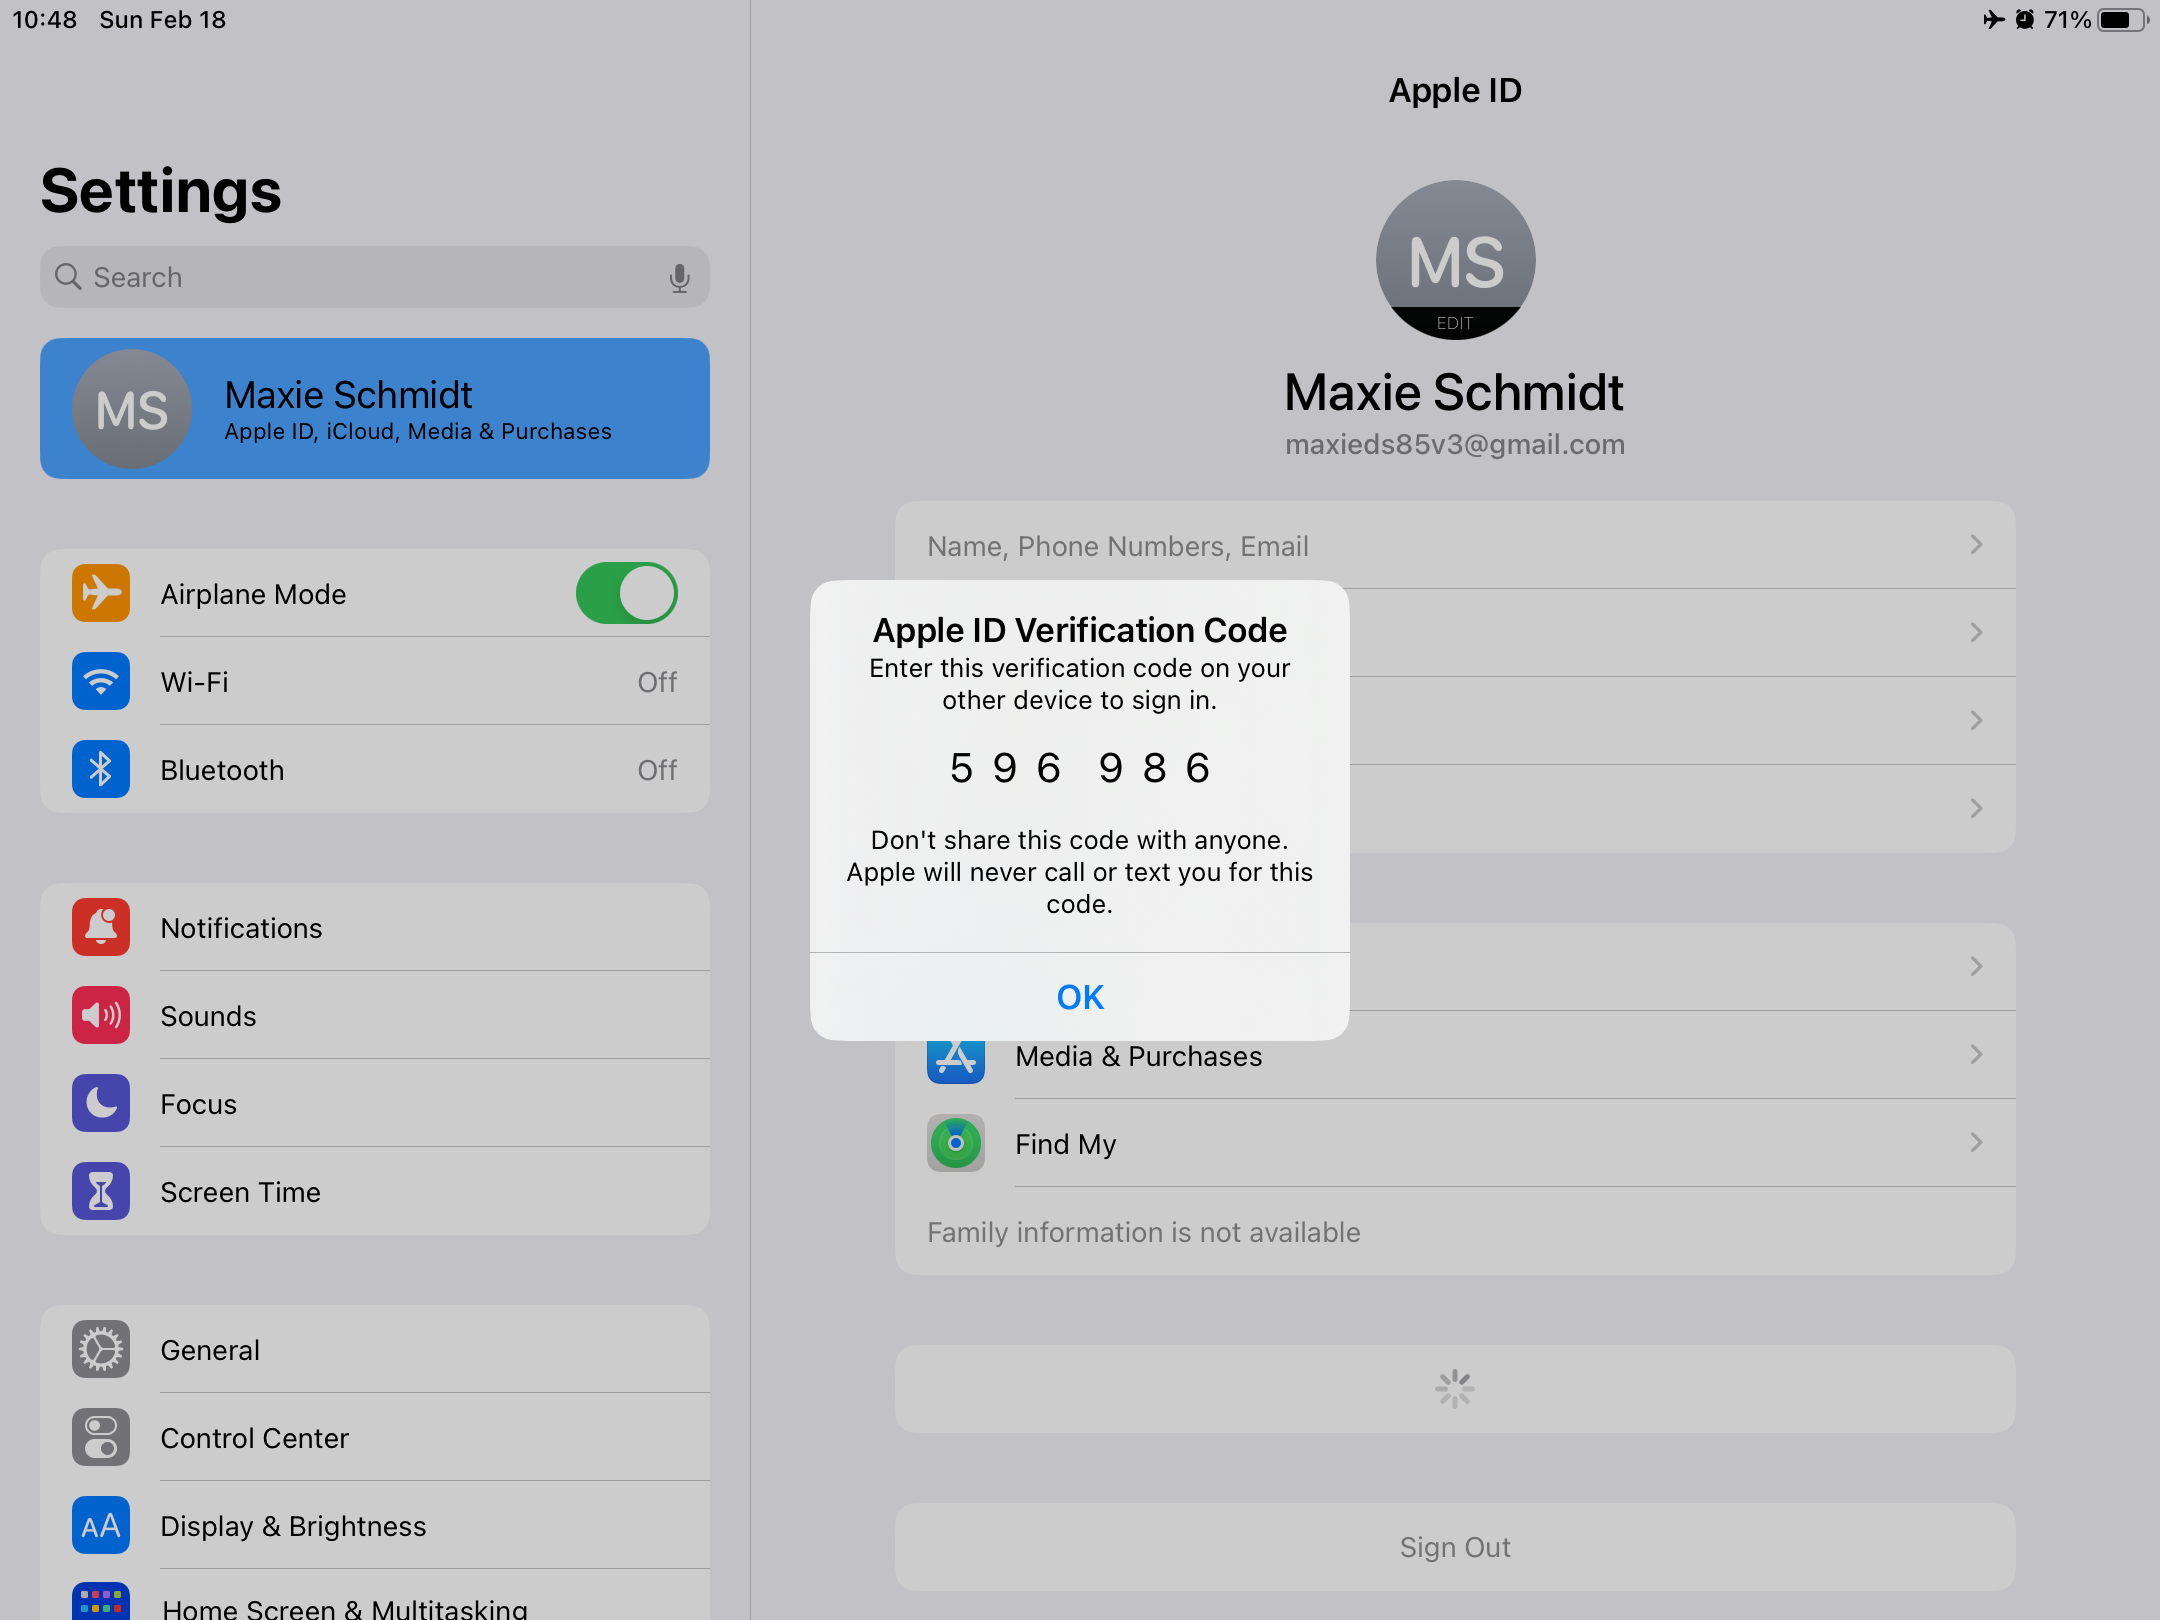 10:48 Sun Feb 18
71%
Settings
Search
MS
Maxie Schmidt
Apple ID, iCloud, Media & Purchases
Airplane Mode
Wi-Fi Off
Bluetooth Off
Notifications
Sounds
Focus
Screen Time
General
Control Center
AA Display & Brightness
Home Screen & Multitasking
Apple ID
MS
EDIT
Maxie Schmidt
maxieds85v3@gmail.com
Name, Phone Numbers, Email
Apple ID Verification Code
Enter this verification code on your
other device to sign in.
596 986
Don't share this code with anyone.
Apple will never call or text you for this
code.
OK
Media & Purchases
Find My
Family information is not available
Sign Out